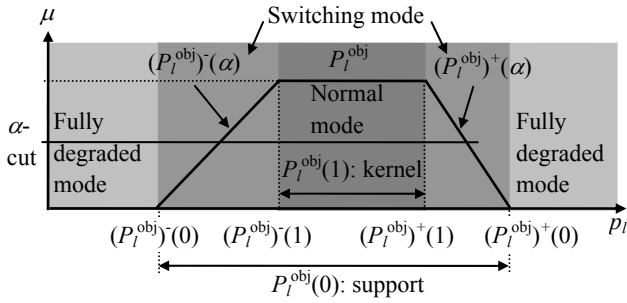 μ
Switching mode
(P_l^obj)^-(α)
P_l^obj
(P_l^obj)^+(α)
α-
cut
Fully
degraded
mode
Normal
mode
Fully
degraded
mode
P_l^obj(1): kernel
(P_l^obj)^-(0)
(P_l^obj)^-(1)
(P_l^obj)^+(1)
(P_l^obj)^+(0)
p_l
P_l^obj(0): support